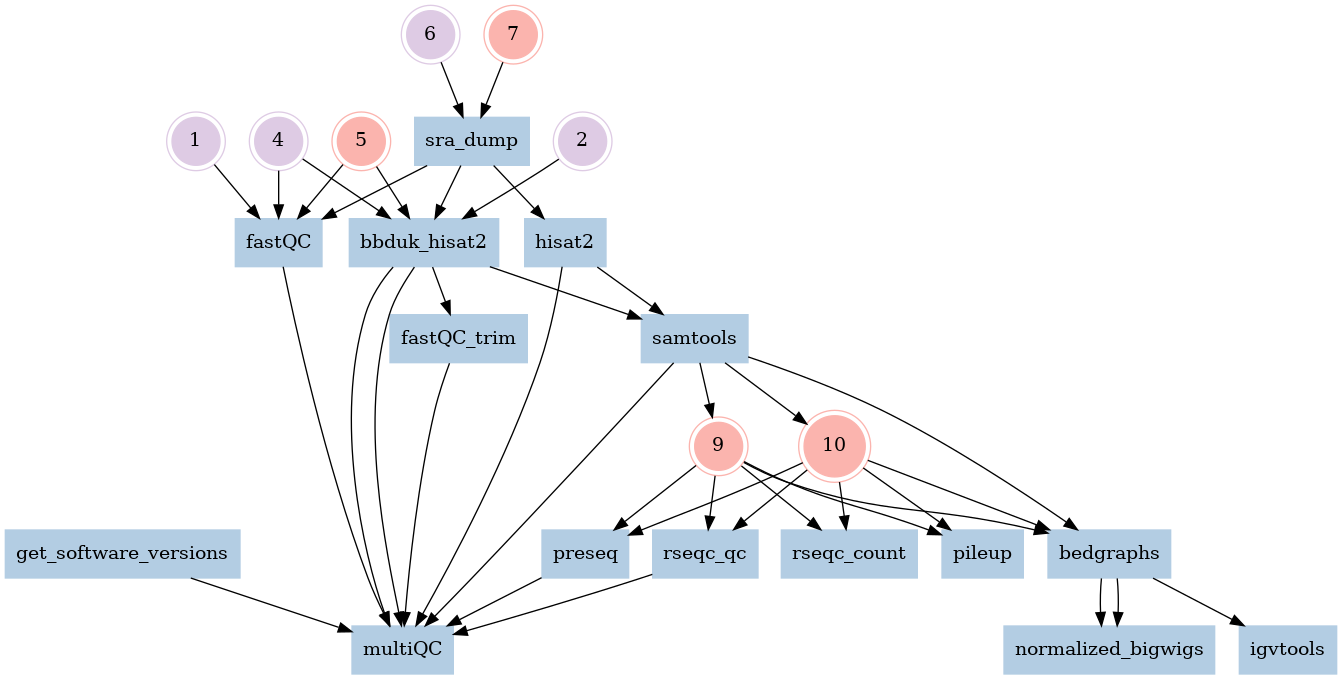 6
7
1
4
5
sra_dump
2
fastQC
bbduk_hisat2
hisat2
fastQC_trim
samtools
9
10
get_software_versions
preseq
rseqc_qc
rseqc_count
pileup
bedgraphs
multiQC
normalized_bigwigs
igvtools